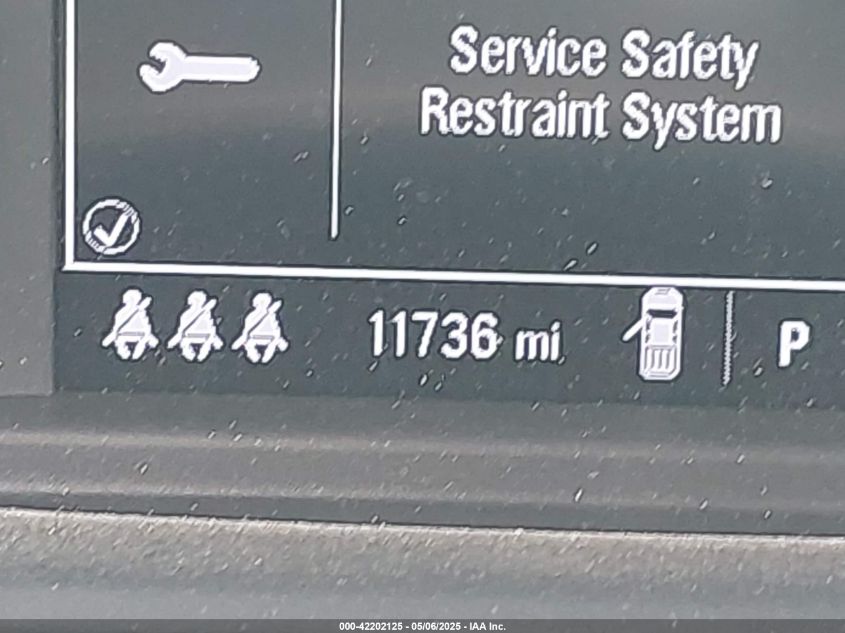 Service Safety
Restraint System
11736 mi
P
000-42202125 - 05/06/2025 - IAA Inc.